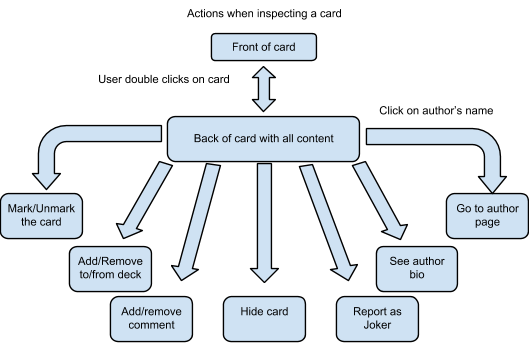 Actions when inspecting a card
Front of card
User double clicks on card
Click on author's name
Back of card with all content
Mark/Unmark
the card
Go to author
page
Add/Remove
to/from deck
See author
bio
Add/remove
comment
Hide card
Report as
Joker